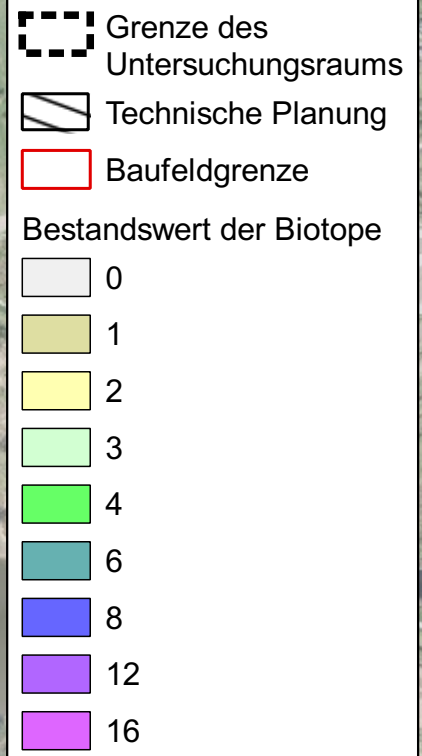 Grenze des
Untersuchungsraums
Technische Planung
Baufeldgrenze
Bestandswert der Biotope
0
1
2
3
4
6
8
12
16